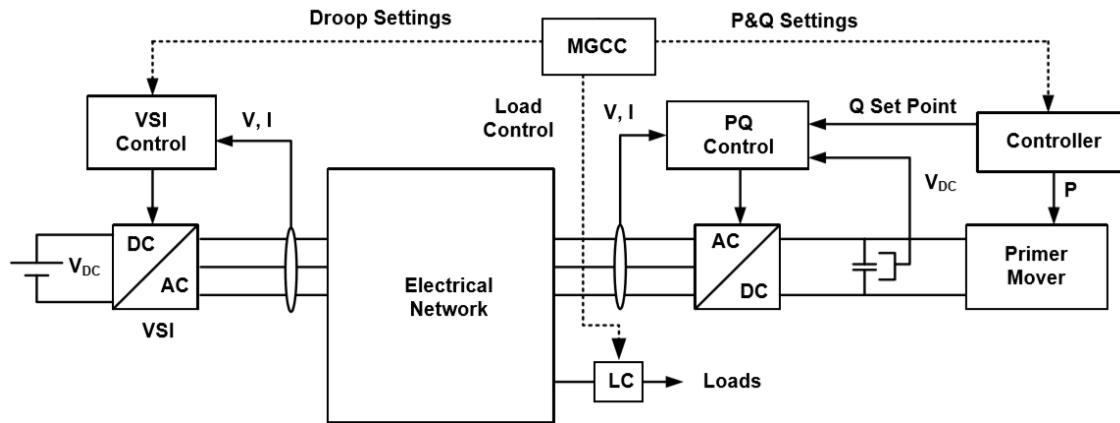 Droop Settings
MGCC
P&Q Settings
VSI
Control
V, I
Load
Control
V, I
PQ
Control
Q Set Point
Controller
VDC
P
VDC
DC
AC
VSI
Electrical
Network
AC
DC
Primer
Mover
LC
Loads